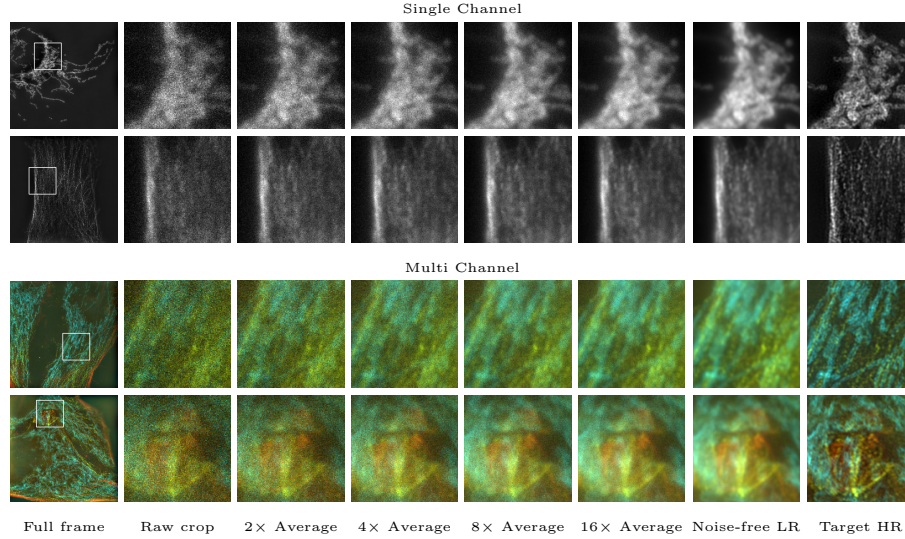 Single Channel
Multi Channel
Full frame Raw crop 2× Average 4× Average 8× Average 16× Average Noise-free LR Target HR